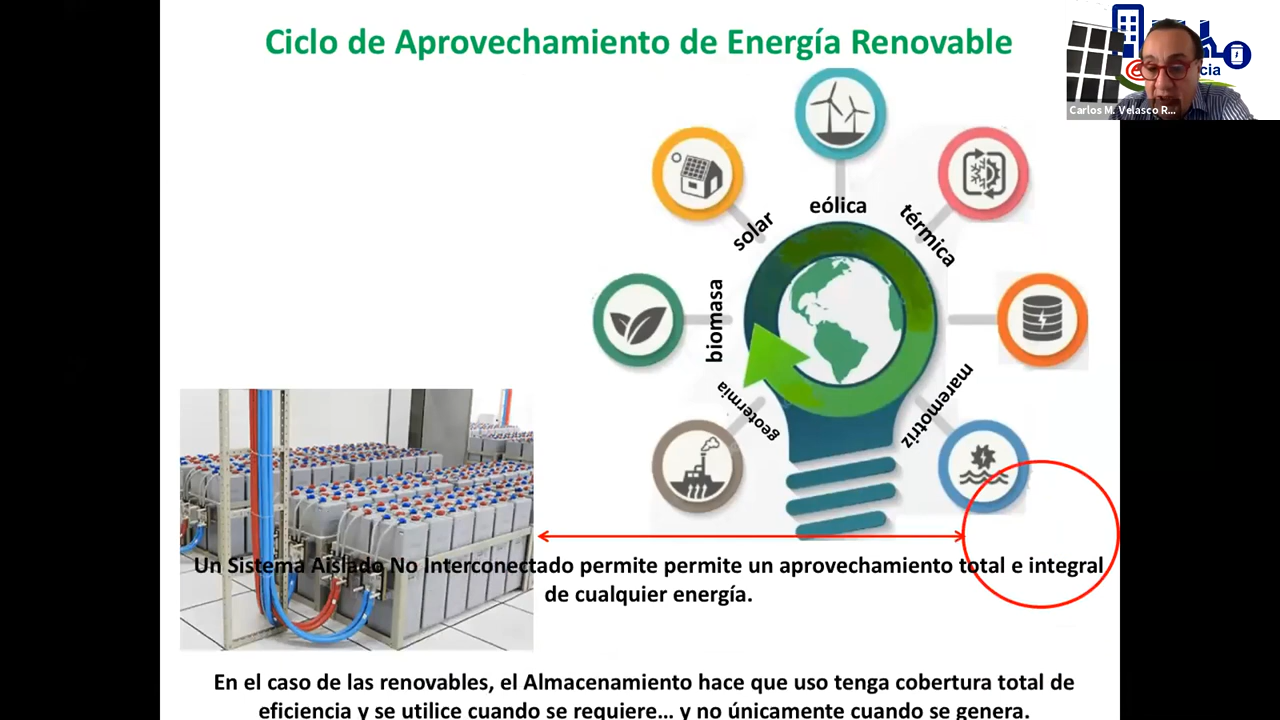 Ciclo de Aprovechamiento de Energía Renovable
cia
Carlos M. Velasco R...
eólica
solar
térmica
biomasa
geotermia
maremotriz
Un Sistema Aislado No Interconectado permite permite un aprovechamiento total e integral
de cualquier energía.
En el caso de las renovables, el Almacenamiento hace que uso tenga cobertura total de
eficiencia y se utilice cuando se requiere... y no únicamente cuando se genera.